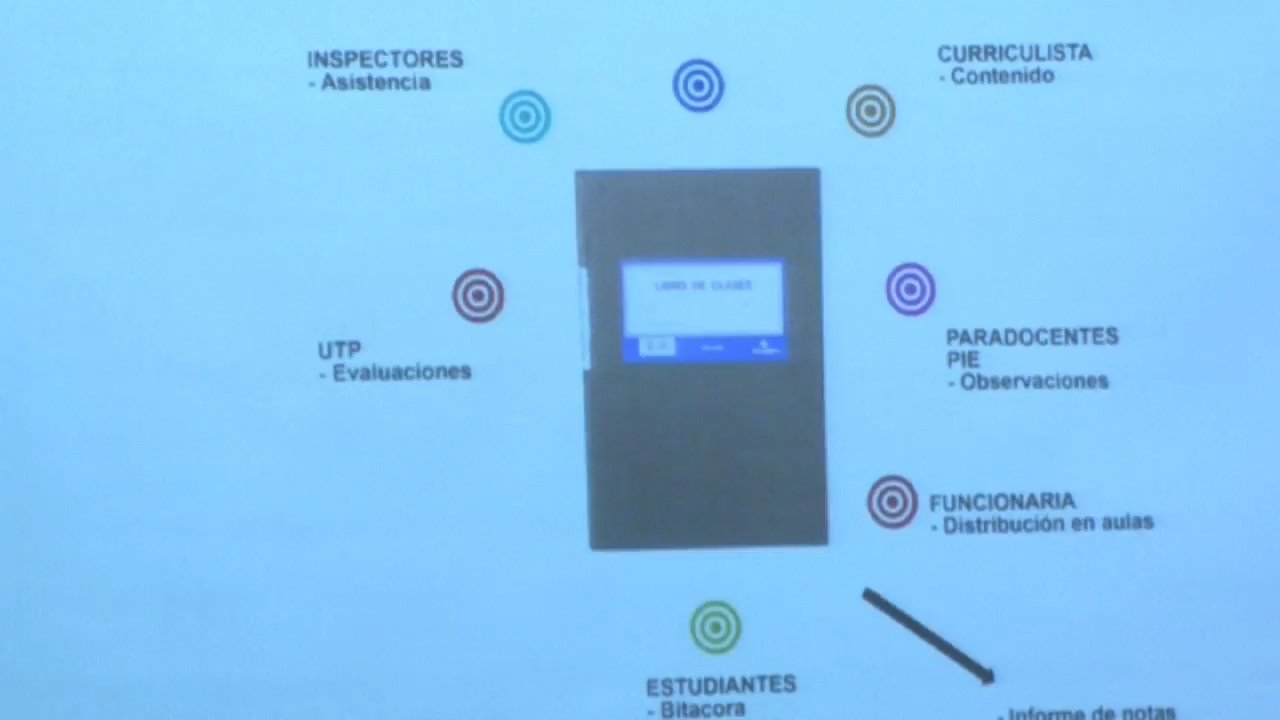 INSPECTORES
- Asistencia
CURRICULISTA
- Contenido
LIBRO DE CLASES
UTP
- Evaluaciones
PARADOCENTES
PIE
- Observaciones
FUNCIONARIA
- Distribución en aulas
ESTUDIANTES
- Bitacora
- Informe de notas